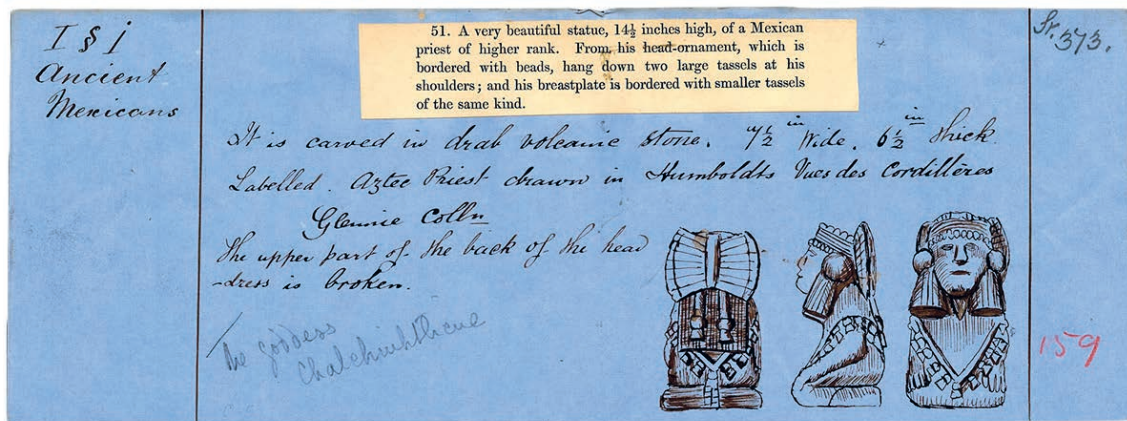 I § i
Ancient
Mexicans
51. A very beautiful statue, 14½ inches high, of a Mexican
priest of higher rank. From his head-ornament, which is
bordered with beads, hang down two large tassels at his
shoulders; and his breastplate is bordered with smaller tassels
of the same kind.
It is carved in drab volcanic stone. 7½ in Wide. 6½ in thick
Labelled. Aztec Priest drawn in Humboldts Vues des Cordillères
Glennie Colln
The upper part of the back of the head
-dress is broken.
The goddess
Chalchiuhtlicue
373.
159